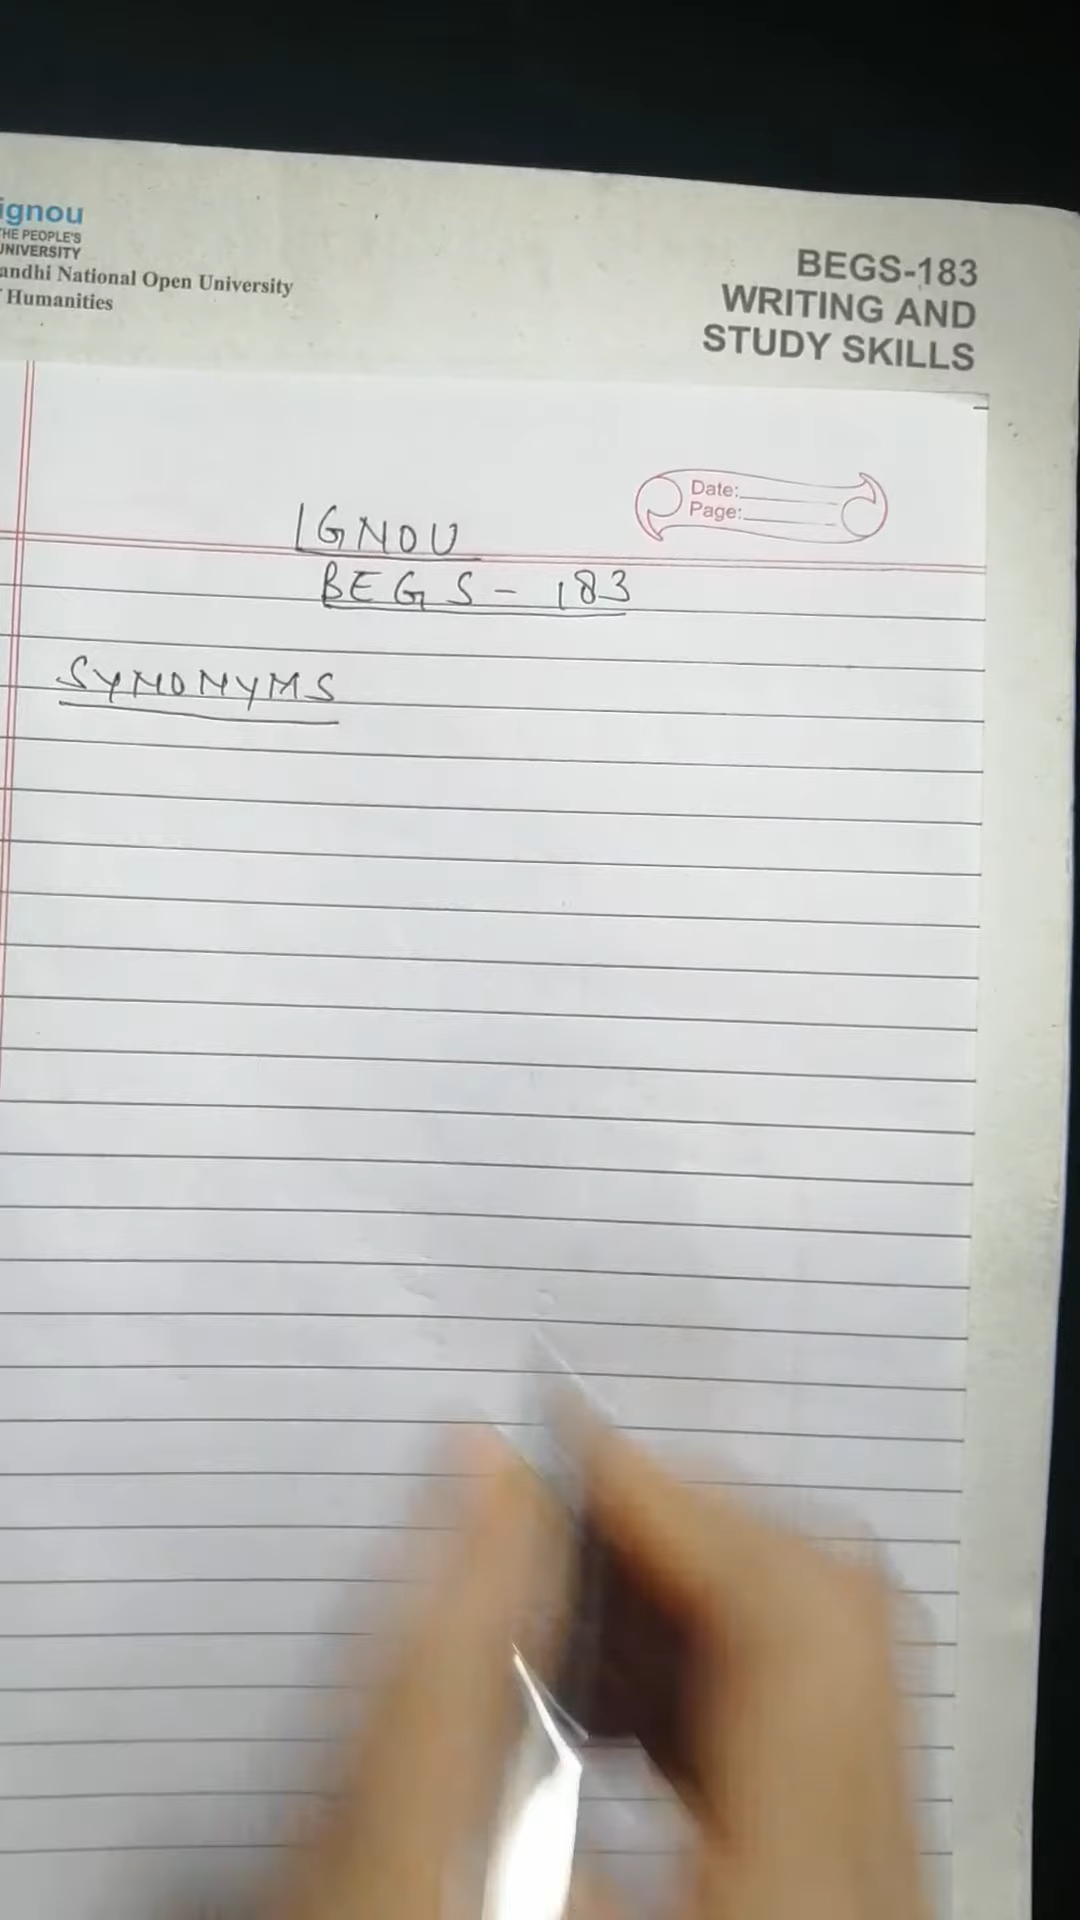 ignou
THE PEOPLE'S
UNIVERSITY
andhi National Open University
Humanities
BEGS-183
WRITING AND
STUDY SKILLS
Date:
Page:
IGNOU
BEGS - 183
SYNONYMS